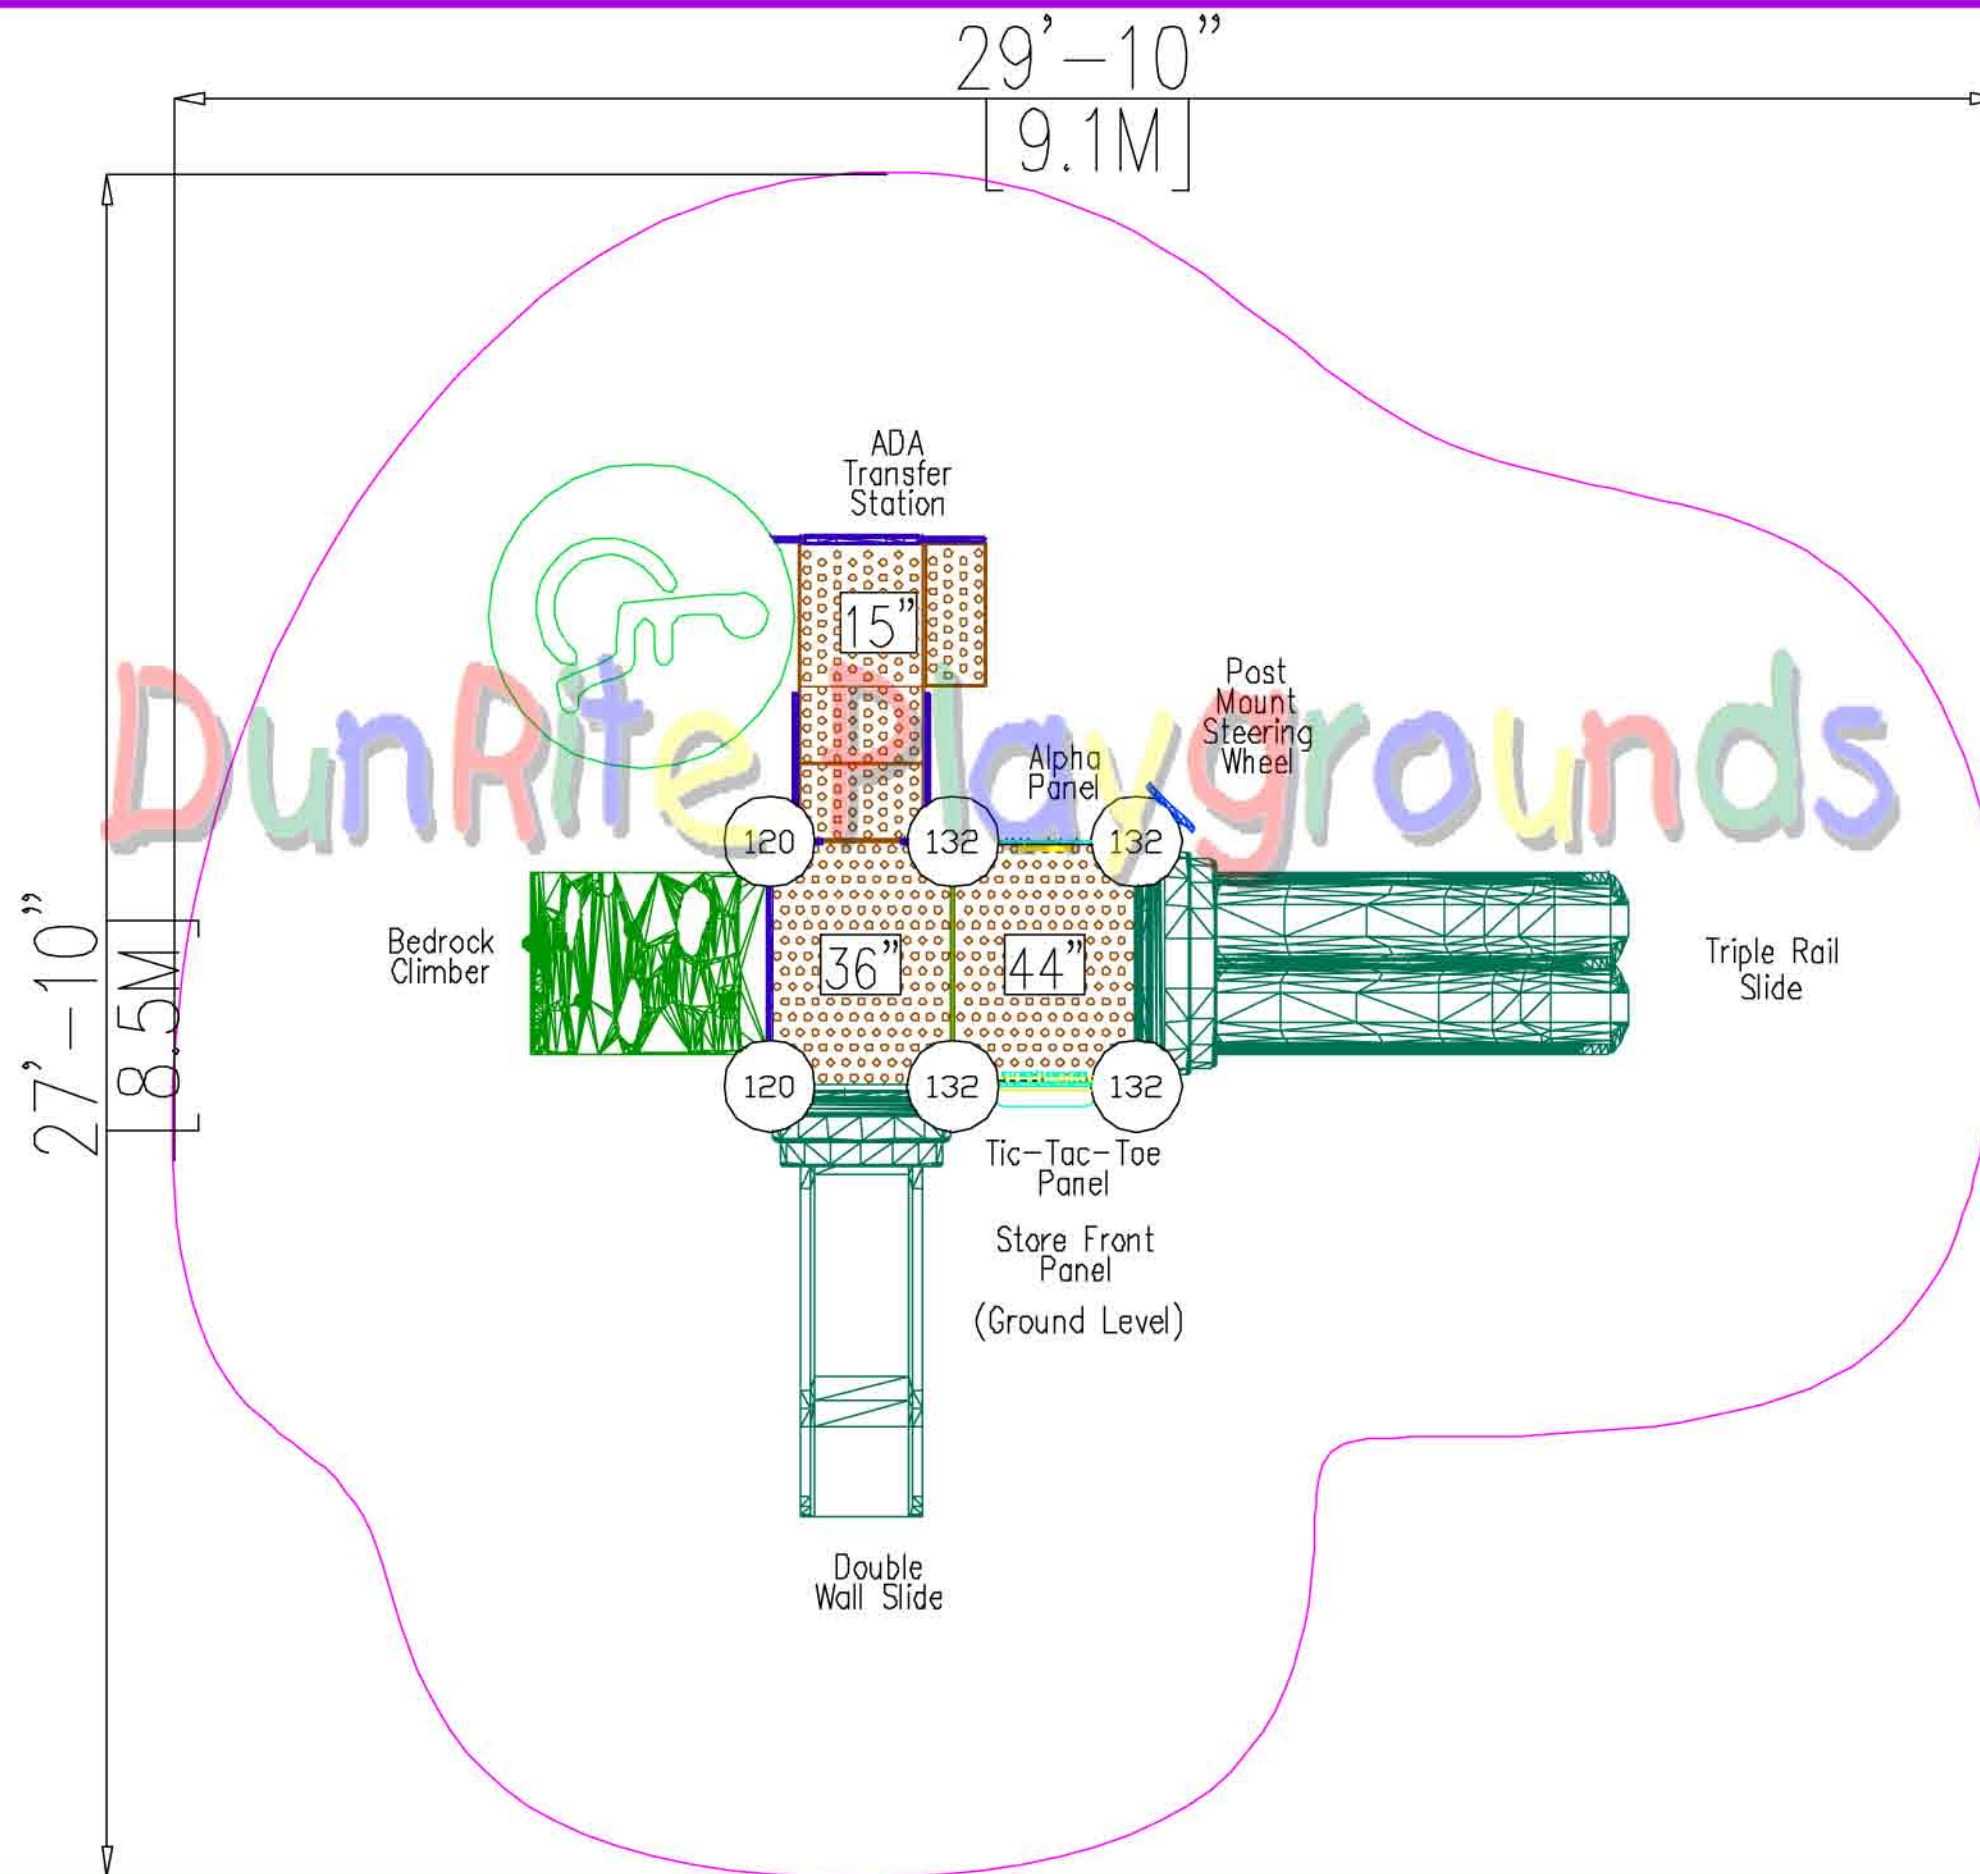 29'-10"
[9.1M]
ADA
Transfer
Station
15"
DunRite Playgrounds
Post
Mount
Steering
Wheel
Alpha
Panel
120
132
132
27'-10"
[8.5M]
Bedrock
Climber
36"
44"
Triple Rail
Slide
120
132
132
Tic-Tac-Toe
Panel
Store Front
Panel
(Ground Level)
Double
Wall Slide